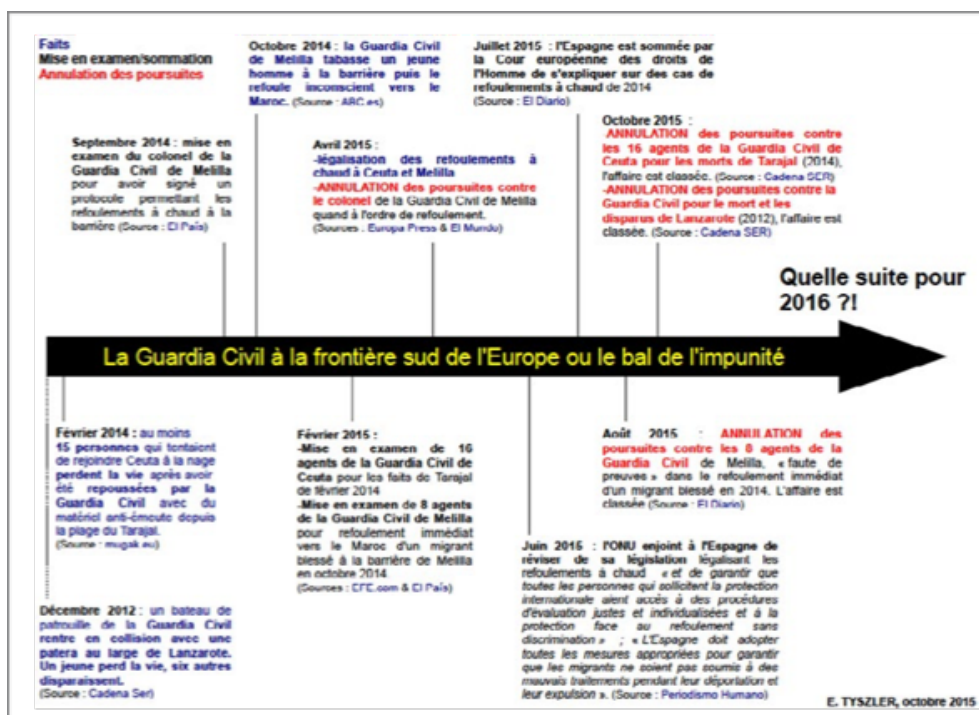 Faits
Mise en examen/sommation
Annulation des poursuites
Octobre 2014 : la Guardia Civil
de Melilla tabasse un jeune
homme à la barrière puis le
refoule inconscient vers le
Maroc. (Source : ABC.es)
Juillet 2015 : l'Espagne est sommée par
la Cour européenne des droits de
l'Homme de s'expliquer sur des cas de
refoulements à chaud de 2014
(Source : El Diario)
Septembre 2014 : mise en
examen du colonel de la
Guardia Civil de Melilla
pour avoir signé un
protocole permettant les
refoulements à chaud à la
barrière (Source : El País)
Avril 2015 :
-légalisation des refoulements à
chaud à Ceuta et Melilla
-ANNULATION des poursuites contre
le colonel de la Guardia Civil de Melilla
quand à l'ordre de refoulement.
(Sources : Europa Press & El Mundo)
Octobre 2015 :
-ANNULATION des poursuites contre
les 16 agents de la Guardia Civil de
Ceuta pour les morts de Tarajal (2014),
l'affaire est classée. (Source : Cadena SER)
-ANNULATION des poursuites contre la
Guardia Civil pour le mort et les
disparus de Lanzarote (2012), l'affaire est
classée. (Source : Cadena SER)
Quelle suite pour
2016 ?!
La Guardia Civil à la frontière sud de l'Europe ou le bal de l'impunité
Février 2014 : au moins
15 personnes qui tentaient
de rejoindre Ceuta à la nage
perdent la vie après avoir
été repoussées par la
Guardia Civil avec du
matériel anti-émeute depuis
la plage du Tarajal.
(Source : mugak.eu)
Février 2015 :
-Mise en examen de 16
agents de la Guardia Civil de
Ceuta pour les faits de Tarajal
de février 2014
-Mise en examen de 8 agents
de la Guardia Civil de Melilla
pour refoulement immédiat
vers le Maroc d'un migrant
blessé à la barrière de Melilla
en octobre 2014.
(Sources : EFE.com & El País)
Août 2015 : ANNULATION des
poursuites contre les 8 agents de la
Guardia Civil de Melilla, « faute de
preuves » dans le refoulement immédiat
d'un migrant blessé en 2014. L'affaire est
classée (Source : El Diario)
Juin 2015 : l'ONU enjoint à l'Espagne de
réviser de sa législation légalisant les
refoulements à chaud « et de garantir que
toutes les personnes qui sollicitent la protection
internationale aient accès à des procédures
d'évaluation justes et individualisées et à la
protection face au refoulement sans
discrimination » ; « L'Espagne doit adopter
toutes les mesures appropriées pour garantir
que les migrants ne soient pas soumis à des
mauvais traitements pendant leur déportation et
leur expulsion ». (Source : Periodismo Humano)
Décembre 2012 : un bateau de
patrouille de la Guardia Civil
rentre en collision avec une
patera au large de Lanzarote.
Un jeune perd la vie, six autres
disparaissent.
(Source : Cadena Ser)
E. TYSZLER, octobre 2015